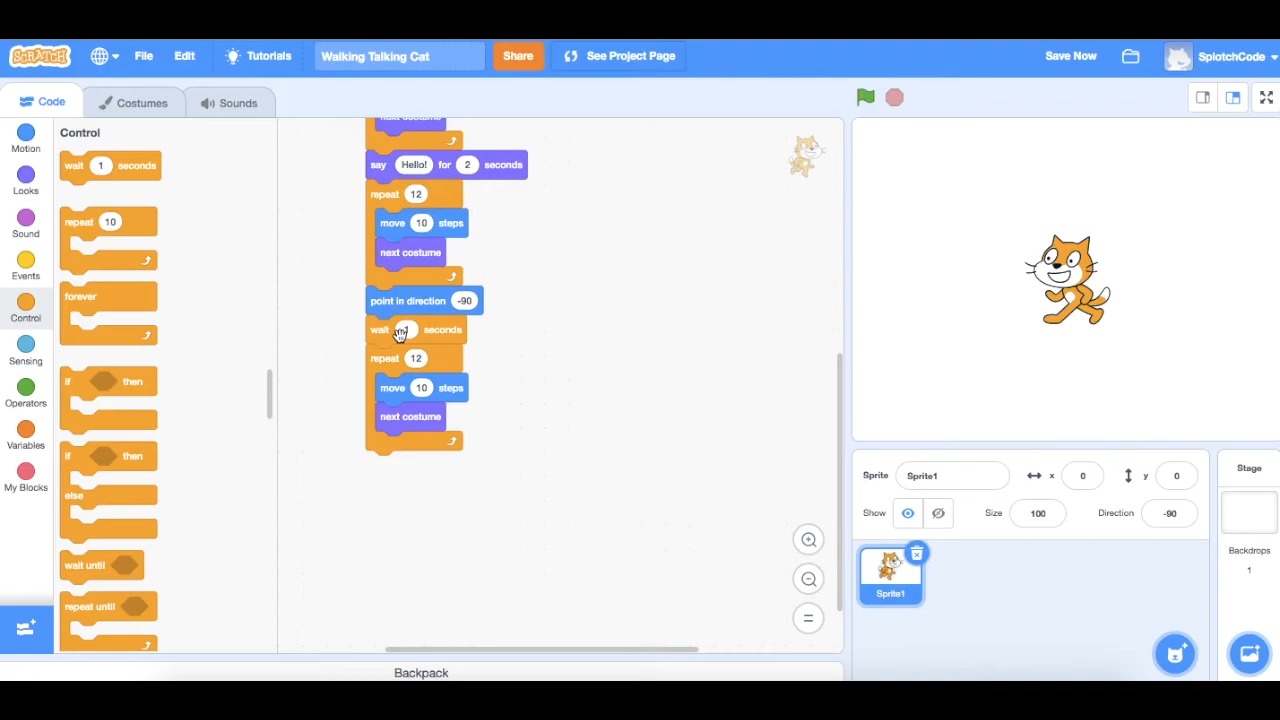 SCRATCH File Edit Tutorials Walking Talking Cat Share See Project Page Save Now SplotchCode
Code Costumes Sounds
Motion
Looks
Sound
Events
Control
Sensing
Operators
Variables
My Blocks
Control
wait 1 seconds
repeat 10
forever
if then
if then
else
wait until
repeat until
next costume
say Hello! for 2 seconds
repeat 12
move 10 steps
next costume
point in direction -90
wait 1 seconds
repeat 12
move 10 steps
next costume
Backpack
Sprite Sprite1 x 0 y 0
Show Size 100 Direction -90
Sprite1
Stage
Backdrops
1